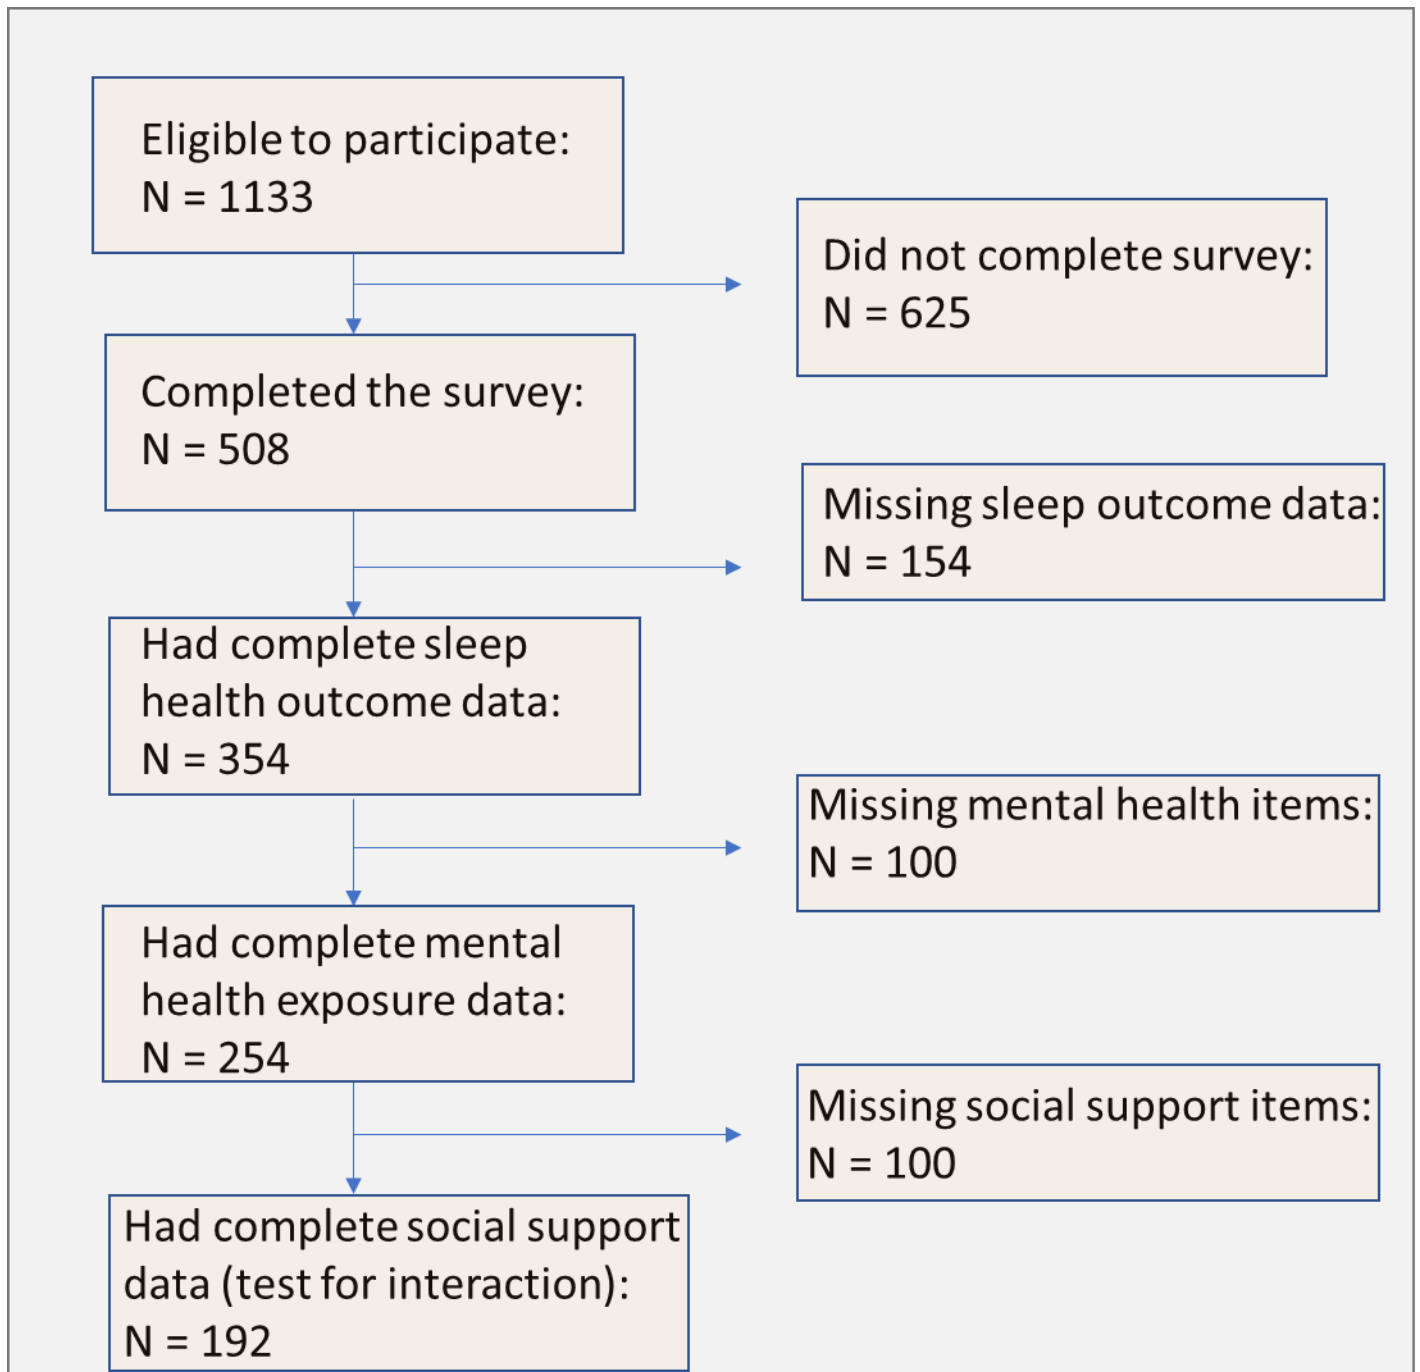 Eligible to participate:
N = 1133
Did not complete survey:
N = 625
Completed the survey:
N = 508
Missing sleep outcome data:
N = 154
Had complete sleep
health outcome data:
N = 354
Missing mental health items:
N = 100
Had complete mental
health exposure data:
N = 254
Missing social support items:
N = 100
Had complete social support
data (test for interaction):
N = 192